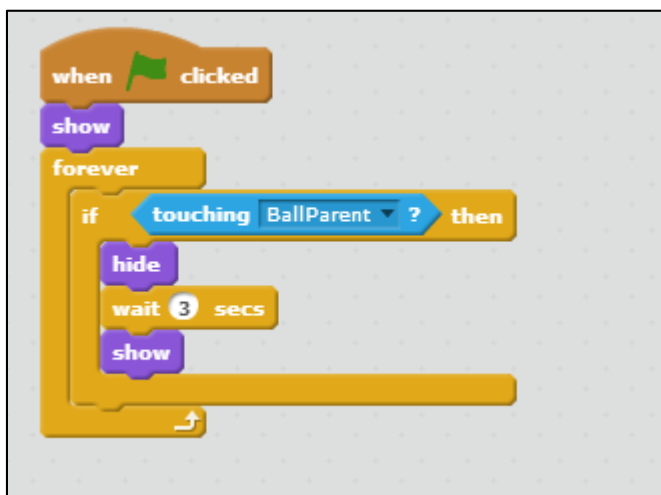 when clicked
show
forever
if touching BallParent ? then
hide
wait 3 secs
show